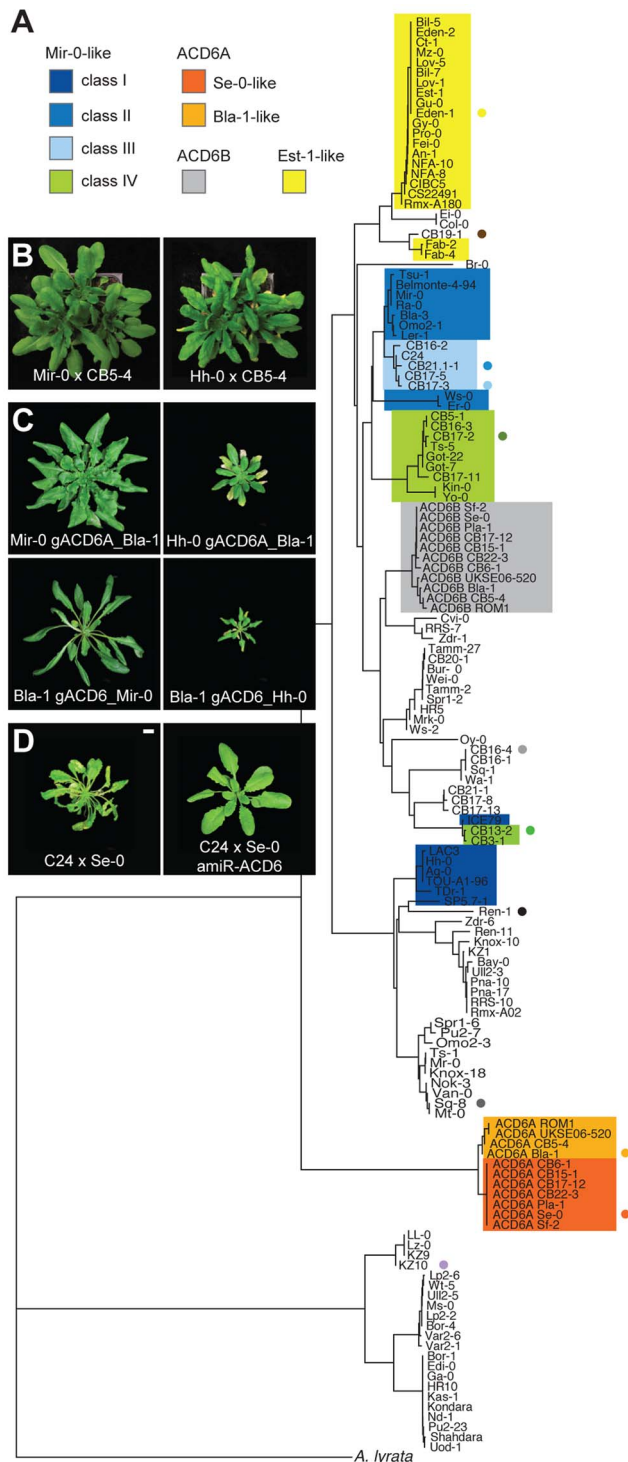 A
Mir-0-like
ACD6A
class I
Se-0-like
class II
Bla-1-like
class III
ACD6B
Est-1-like
class IV
B
Mir-0 x CB5-4
Hh-0 x CB5-4
C
Mir-0 gACD6A_Bla-1
Hh-0 gACD6A_Bla-1
Bla-1 gACD6_Mir-0
Bla-1 gACD6_Hh-0
D
C24 x Se-0
C24 x Se-0
amiR-ACD6
Bil-5
Eden-2
Ct-1
Mz-0
Lov-5
Bil-7
Lov-1
Est-1
Gu-0
Eden-1
Gy-0
Pro-0
Fei-0
An-1
NFA-10
NFA-8
CIBC5
CS22491
Rmx-A180
Ei-0
Col-0
CB19-1
Fab-2
Fab-4
Br-0
Tsu-1
Belmonte-4-94
Mir-0
Ra-0
Bla-3
Omo2-1
Ler-1
CB16-2
C24
CB21.1-1
CB17-5
CB17-3
Ws-0
Er-0
CB5-1
CB16-3
CB17-2
Ts-5
Got-22
Got-7
CB17-11
Kin-0
Yo-0
ACD6B Sf-2
ACD6B Se-0
ACD6B Pla-1
ACD6B CB17-12
ACD6B CB15-1
ACD6B CB22-3
ACD6B CB6-1
ACD6B UKSE06-520
ACD6B Bla-1
ACD6B CB5-4
ACD6B ROM1
Cvi-0
RRS-7
Zdr-1
Tamm-27
CB20-1
Bur- 0
Wei-0
Tamm-2
Spr1-2
HR5
Mrk-0
Ws-2
Oy-0
CB16-4
CB16-1
Sq-1
Wa-1
CB21-1
CB17-8
CB17-13
ICE79
CB13-2
CB3-1
LAC3
Hh-0
Ag-0
TOU-A1-96
TDr-1
SP5 7-1
Ren-1
Zdr-6
Ren-11
Knox-10
KZ1
Bay-0
Ull2-3
Pna-10
Pna-17
RRS-10
Rmx-A02
Spr1-6
Pu2-7
Omo2-3
Ts-1
Mr-0
Knox-18
Nok-3
Van-0
Sq-8
Mt-0
ACD6A ROM1
ACD6A UKSE06-520
ACD6A CB5-4
ACD6A Bla-1
ACD6A CB6-1
ACD6A CB15-1
ACD6A CB17-12
ACD6A CB22-3
ACD6A Pla-1
ACD6A Se-0
ACD6A Sf-2
LL-0
Lz-0
KZ9
KZ10
Lp2-6
Wt-5
Ull2-5
Ms-0
Lp2-2
Bor-4
Var2-6
Var2-1
Bor-1
Edi-0
Ga-0
HR10
Kas-1
Kondara
Nd-1
Pu2-23
Shahdara
Uod-1
A. lyrata